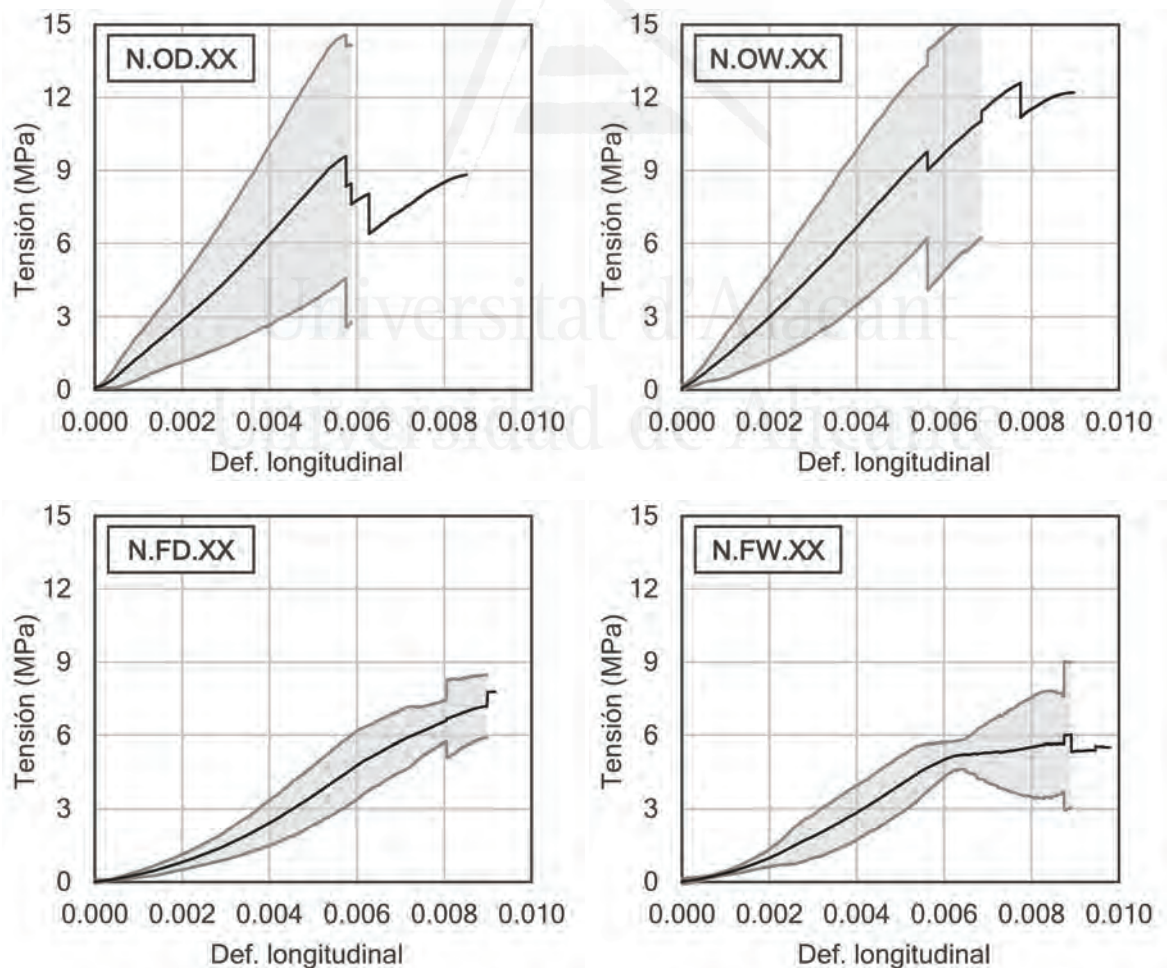 15 15
N.OD.XX N.OW.XX
12 12
9 9
Tensión (MPa) Tensión (MPa)
6 6
3 3
Universitat d'Alacant
0 0
0.000 0.002 0.004 0.006 0.008 0.010 0.000 0.002 0.004 0.006 0.008 0.010
Universidad de Alicante
Def. longitudinal Def. longitudinal
15 15
N.FD.XX N.FW.XX
12 12
9 9
Tensión (MPa) Tensión (MPa)
6 6
3 3
0 0
0.000 0.002 0.004 0.006 0.008 0.010 0.000 0.002 0.004 0.006 0.008 0.010
Def. longitudinal Def. longitudinal